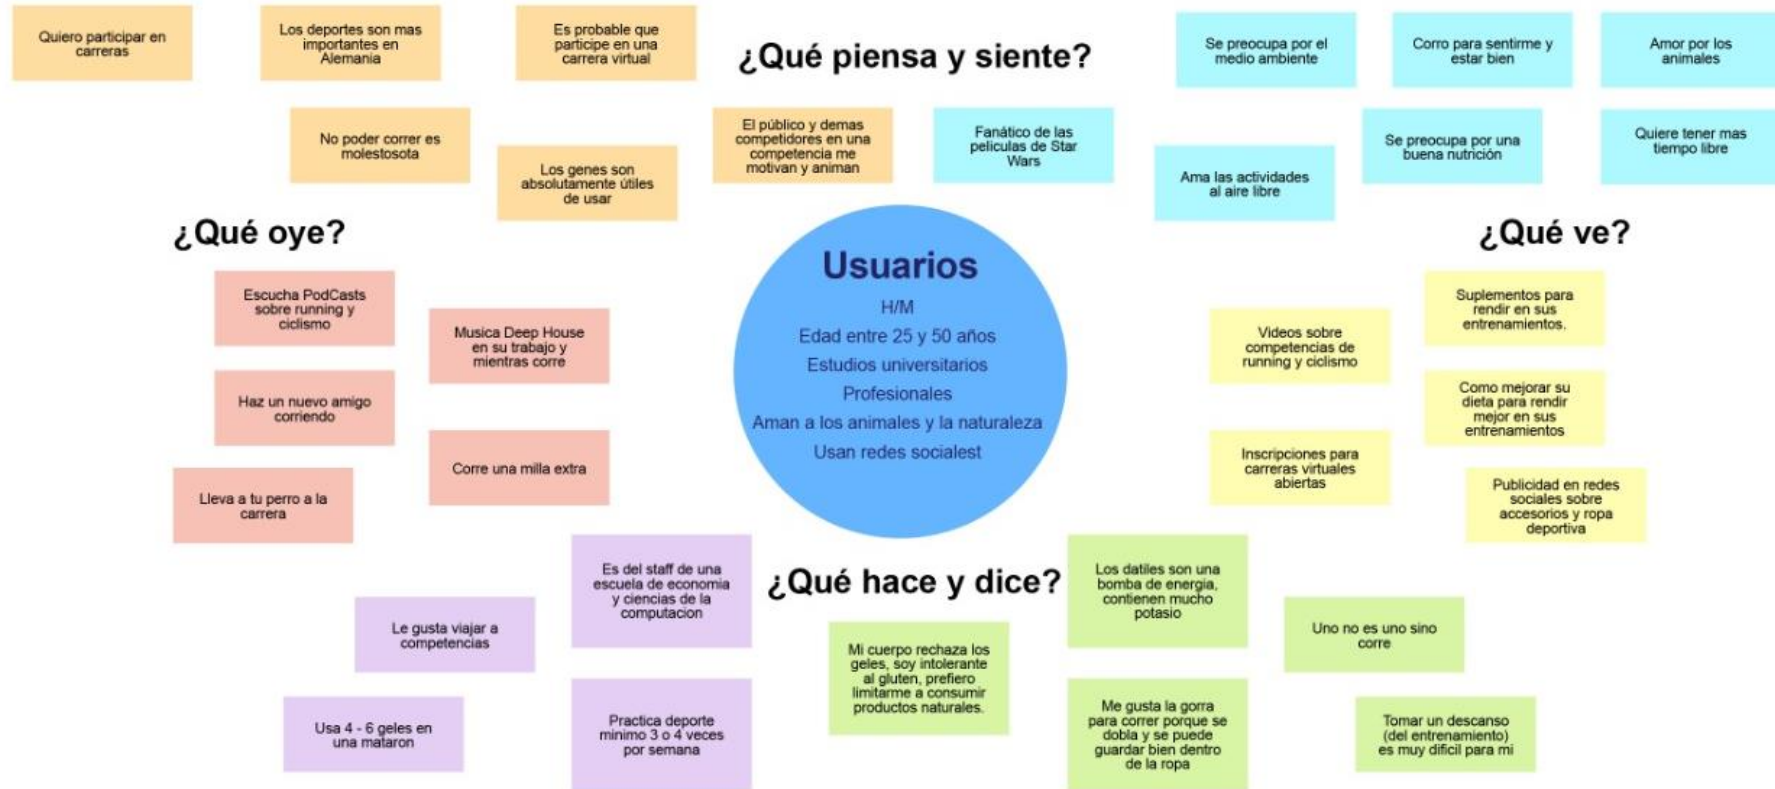 Quiero participar en
carreras
Los deportes son mas
importantes en
Alemania
Es probable que
participe en una
carrera virtual
¿Qué piensa y siente?
Se preocupa por el
medio ambiente
Corro para sentirme y
estar bien
Amor por los
animales
No poder correr es
molestosota
Los genes son
absolutamente útiles
de usar
El público y demas
competidores en una
competencia me
motivan y animan
Fanático de las
peliculas de Star
Wars
Ama las actividades
al aire libre
Se preocupa por una
buena nutrición
Quiere tener mas
tiempo libre
¿Qué oye?
Escucha PodCasts
sobre running y
ciclismo
Musica Deep House
en su trabajo y
mientras corre
Haz un nuevo amigo
corriendo
Corre una milla extra
Lleva a tu perro a la
carrera
Usuarios
H/M
Edad entre 25 y 50 años
Estudios universitarios
Profesionales
Aman a los animales y la naturaleza
Usan redes socialest
¿Qué ve?
Suplementos para
rendir en sus
entrenamientos.
Videos sobre
competencias de
running y ciclismo
Como mejorar su
dieta para rendir
mejor en sus
entrenamientos
Inscripciones para
carreras virtuales
abiertas
Publicidad en redes
sociales sobre
accesorios y ropa
deportiva
¿Qué hace y dice?
Es del staff de una
escuela de economia
y ciencias de la
computacion
Le gusta viajar a
competencias
Usa 4 - 6 geles en
una mataron
Practica deporte
minimo 3 o 4 veces
por semana
Mi cuerpo rechaza los
geles, soy intolerante
al gluten, prefiero
limitarme a consumir
productos naturales.
Los datiles son una
bomba de energía,
contienen mucho
potasio
Uno no es uno sino
corre
Me gusta la gorra
para correr porque se
dobla y se puede
guardar bien dentro
de la ropa
Tomar un descanso
(del entrenamiento)
es muy dificil para mi